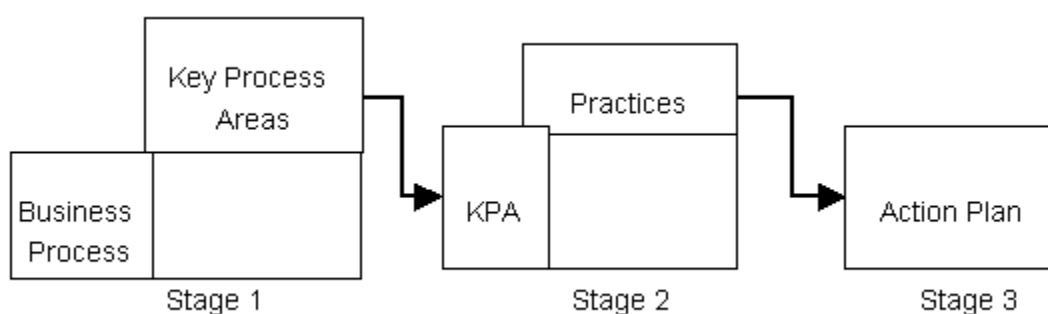 Key Process
Areas
Business
Process
Stage 1
Practices
KPA
Stage 2
Action Plan
Stage 3